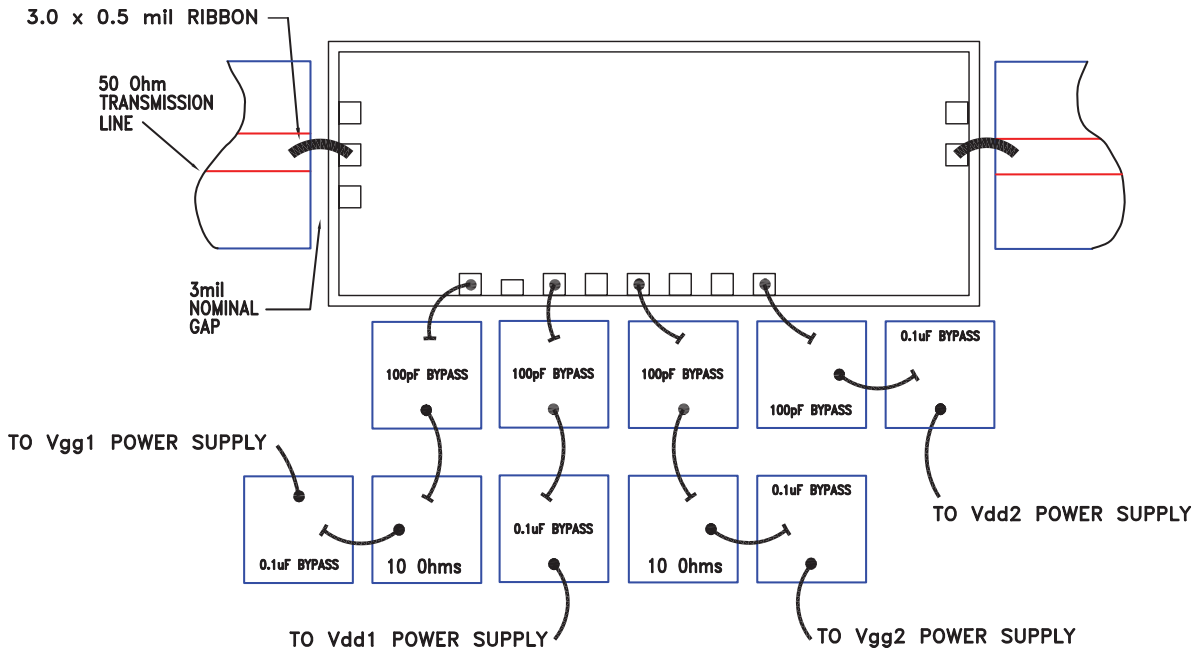 3.0 x 0.5 mil RIBBON
50 Ohm
TRANSMISSION
LINE
3mil
NOMINAL
GAP
100pF BYPASS
100pF BYPASS
100pF BYPASS
100pF BYPASS
0.1uF BYPASS
TO Vgg1 POWER SUPPLY
0.1uF BYPASS
10 Ohms
0.1uF BYPASS
10 Ohms
0.1uF BYPASS
TO Vdd2 POWER SUPPLY
TO Vdd1 POWER SUPPLY
TO Vgg2 POWER SUPPLY